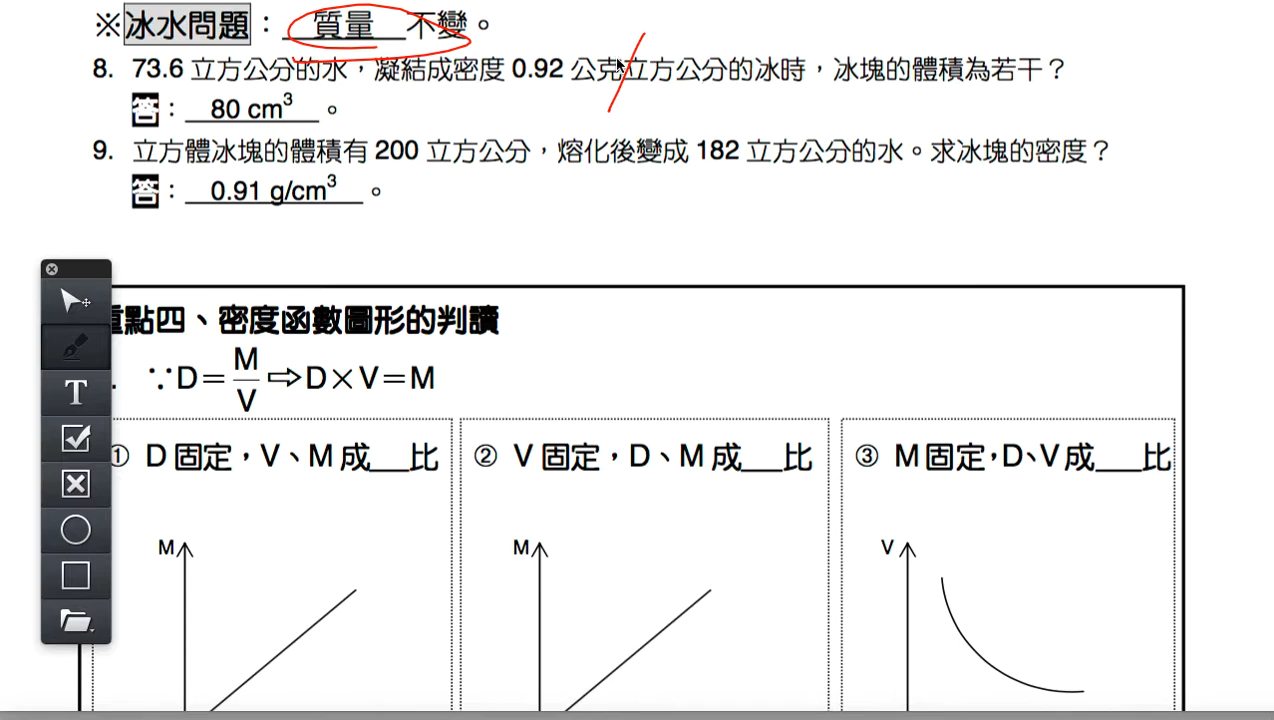 ※冰水問題：＿質量＿不變。
8. 73.6 立方公分的水，凝結成密度 0.92 公克/立方公分的冰時，冰塊的體積為若干？
答：80 cm³。
9. 立方體冰塊的體積有 200 立方公分，熔化後變成 182 立方公分的水。求冰塊的密度？
答：0.91 g/cm³。
重點四、密度函數圖形的判讀
. ∵D＝M/V⇨D×V＝M
① D 固定，V、M 成___比
② V 固定，D、M 成___比
③ M 固定，D、V 成___比
M
M
V
T